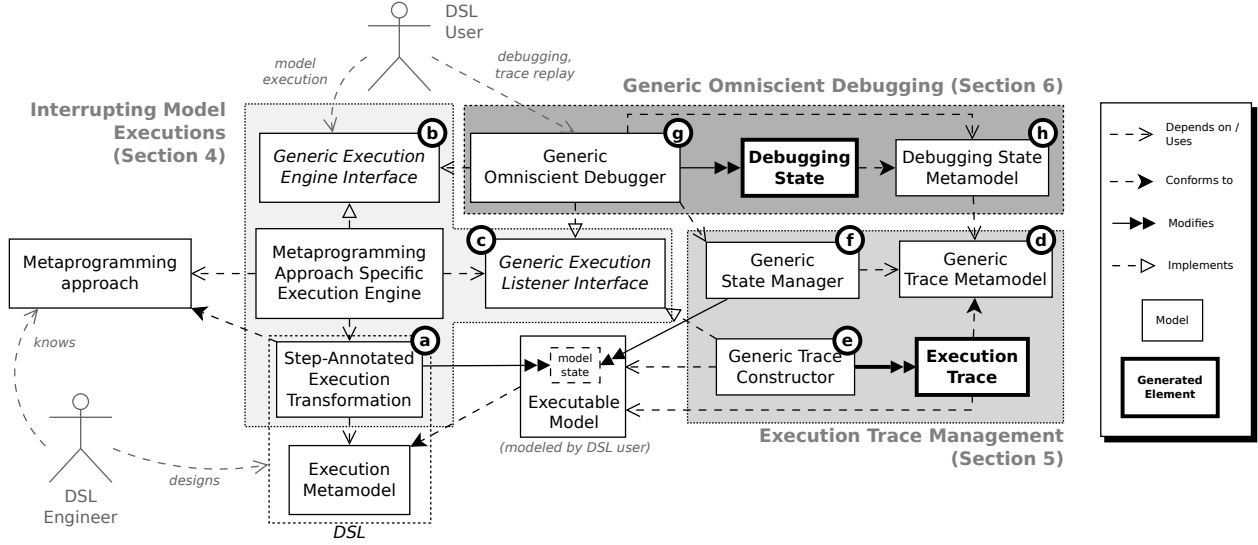 DSL
User
model
execution
debugging,
trace replay
Generic Omniscient Debugging (Section 6)
Interrupting Model
Executions
(Section 4)
b
Generic Execution
Engine Interface
g
Generic
Omniscient Debugger
Debugging
State
h
Debugging State
Metamodel
Metaprogramming
approach
Metaprogramming
Approach Specific
Execution Engine
c
Generic Execution
Listener Interface
f
Generic
State Manager
d
Generic
Trace Metamodel
a
Step-Annotated
Execution
Transformation
model
state
Executable
Model
(modeled by DSL user)
e
Generic Trace
Constructor
Execution
Trace
Execution Trace Management
(Section 5)
knows
DSL
Engineer
designs
Execution
Metamodel
DSL
Depends on /
Uses
Conforms to
Modifies
Implements
Model
Generated
Element